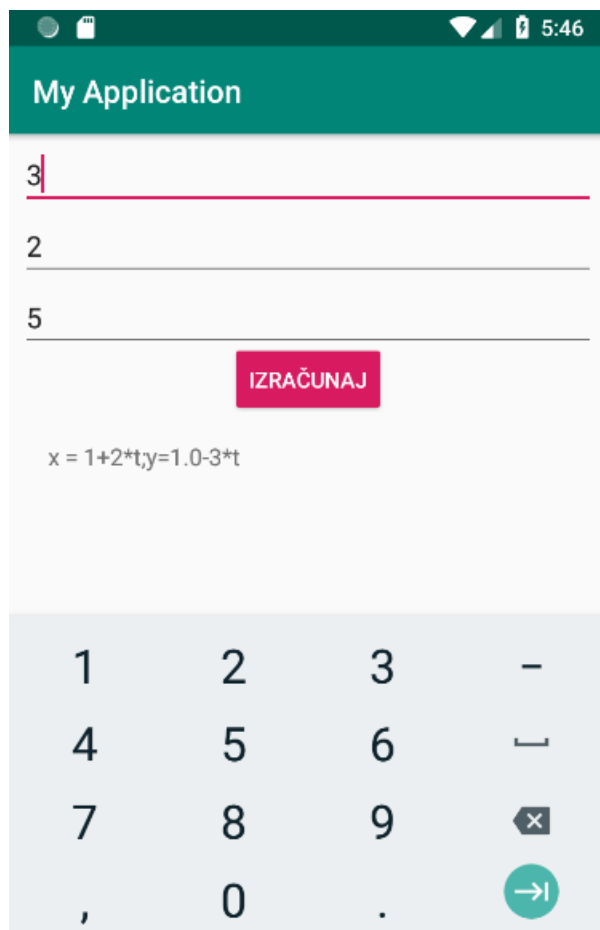 5:46
My Application
3
2
5
IZRAČUNAJ
x = 1+2*t;y=1.0-3*t
1 2 3 -
4 5 6
7 8 9
, 0 .